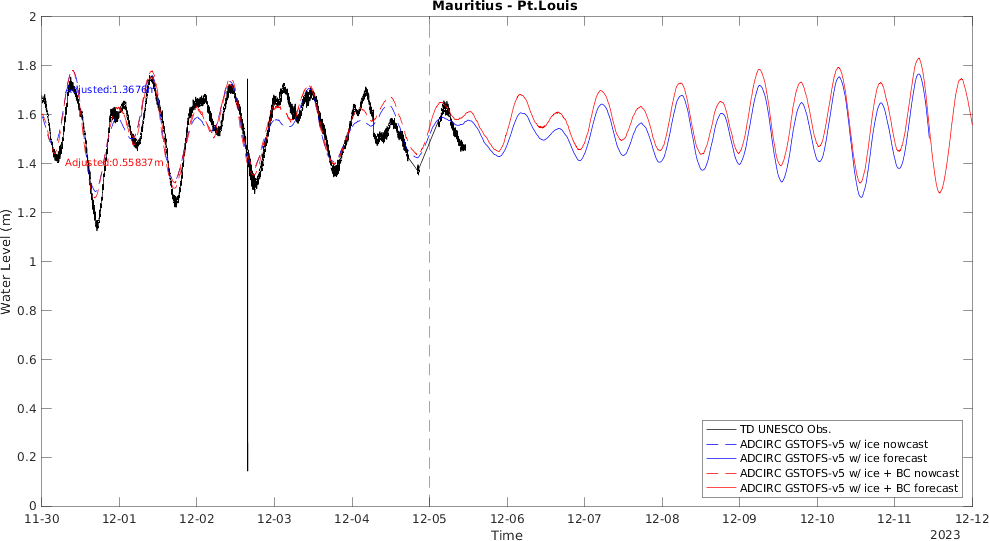 Mauritius - Pt.Louis
Water Level (m)
2
1.8
1.6
1.4
1.2
1
0.8
0.6
0.4
0.2
0
Adjusted:1.3676m
Adjusted:0.55837m
TD UNESCO Obs.
ADCIRC GSTOFS-v5 w/ ice nowcast
ADCIRC GSTOFS-v5 w/ ice forecast
ADCIRC GSTOFS-v5 w/ ice + BC nowcast
ADCIRC GSTOFS-v5 w/ ice + BC forecast
11-30 12-01 12-02 12-03 12-04 12-05 12-06 12-07 12-08 12-09 12-10 12-11 12-12
Time
2023